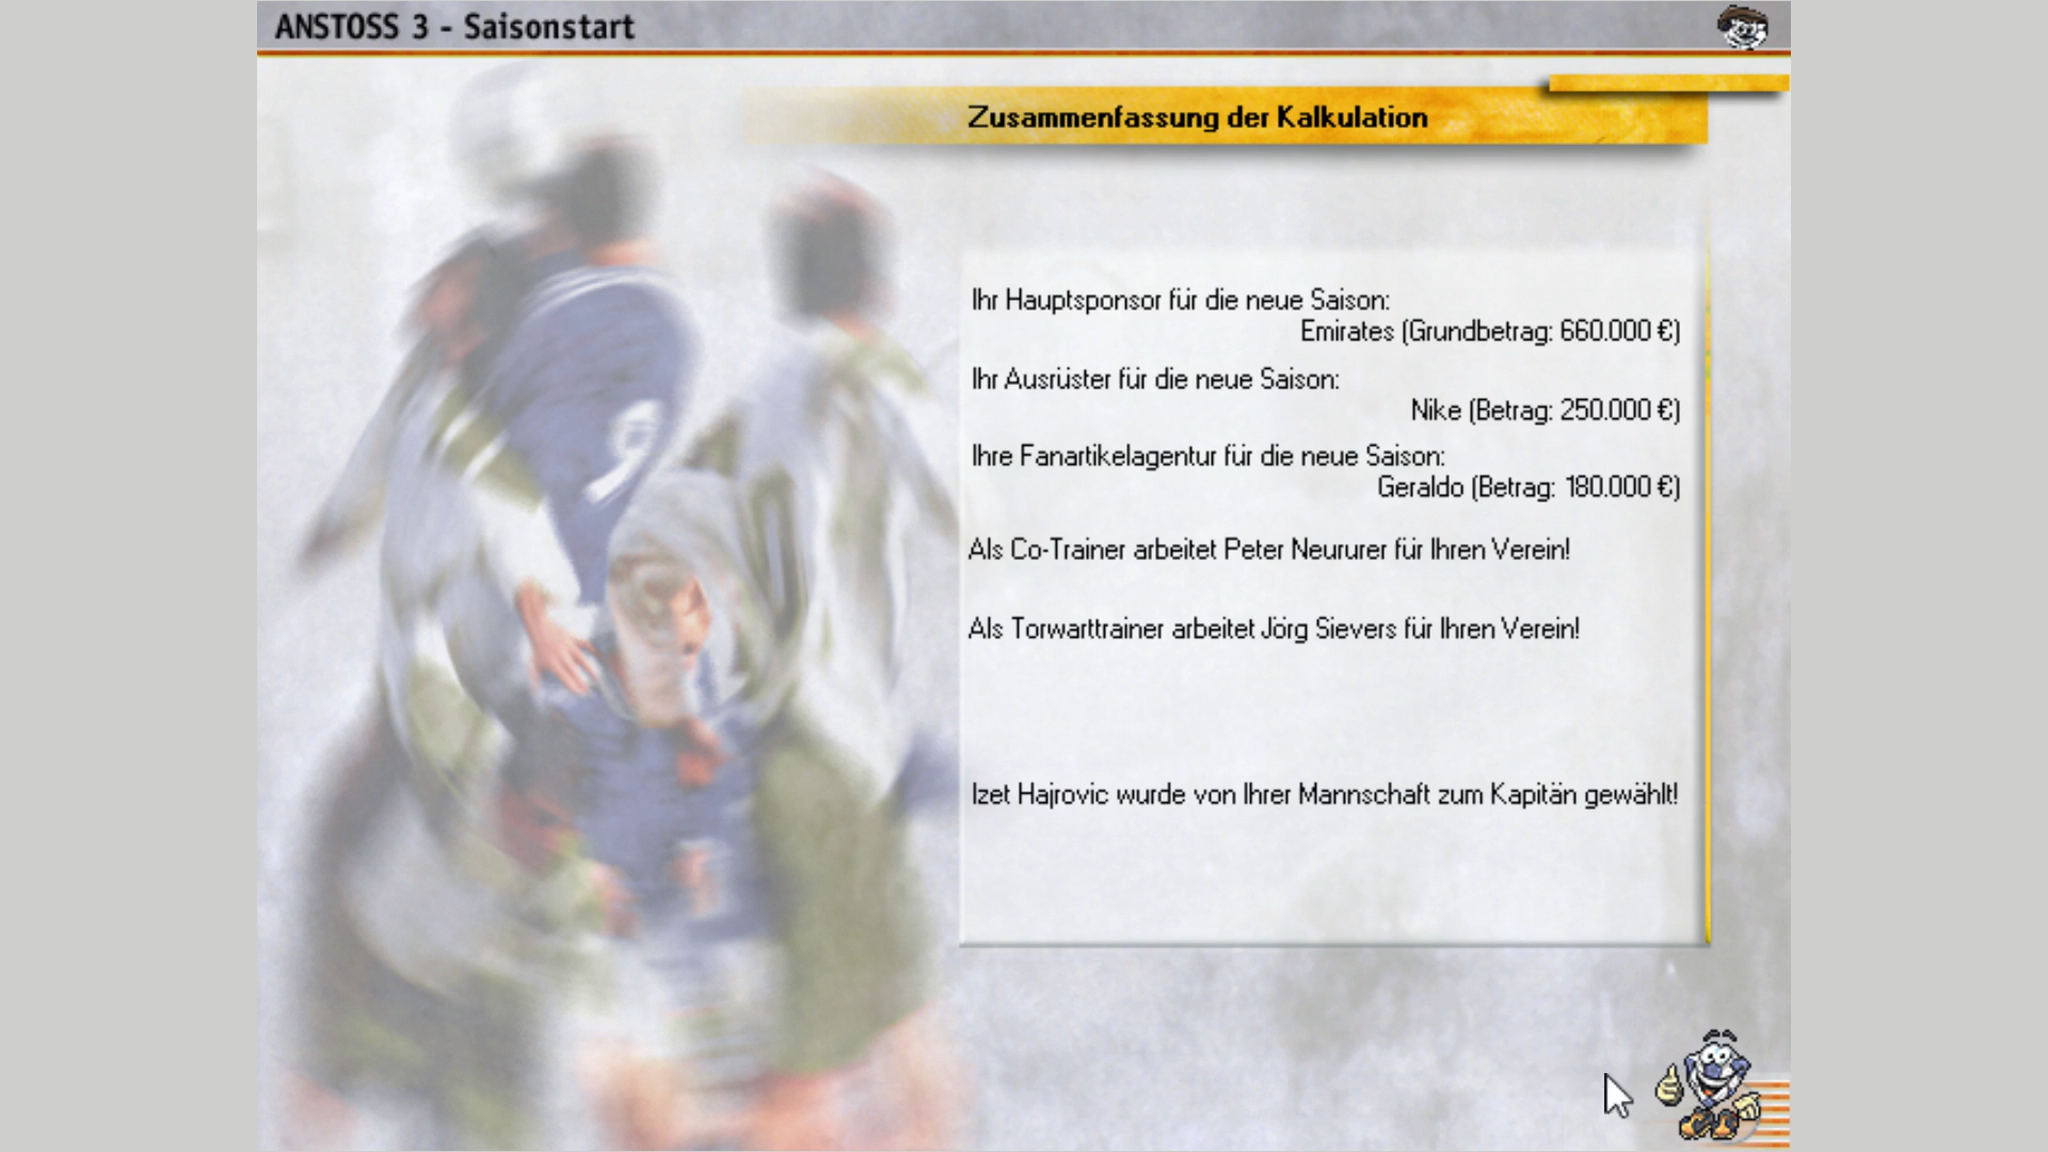 ANSTOSS 3 - Saisonstart
Zusammenfassung der Kalkulation
Ihr Hauptsponsor für die neue Saison:
Emirates (Grundbetrag: 660.000 €)
Ihr Ausrüster für die neue Saison:
Nike (Betrag: 250.000 €)
Ihre Fanartikelagentur für die neue Saison:
Geraldo (Betrag: 180.000 €)
Als Co-Trainer arbeitet Peter Neururer für Ihren Verein!
Als Torwarttrainer arbeitet Jörg Sievers für Ihren Verein!
Izet Hajrovic wurde von Ihrer Mannschaft zum Kapitän gewählt!
9
1